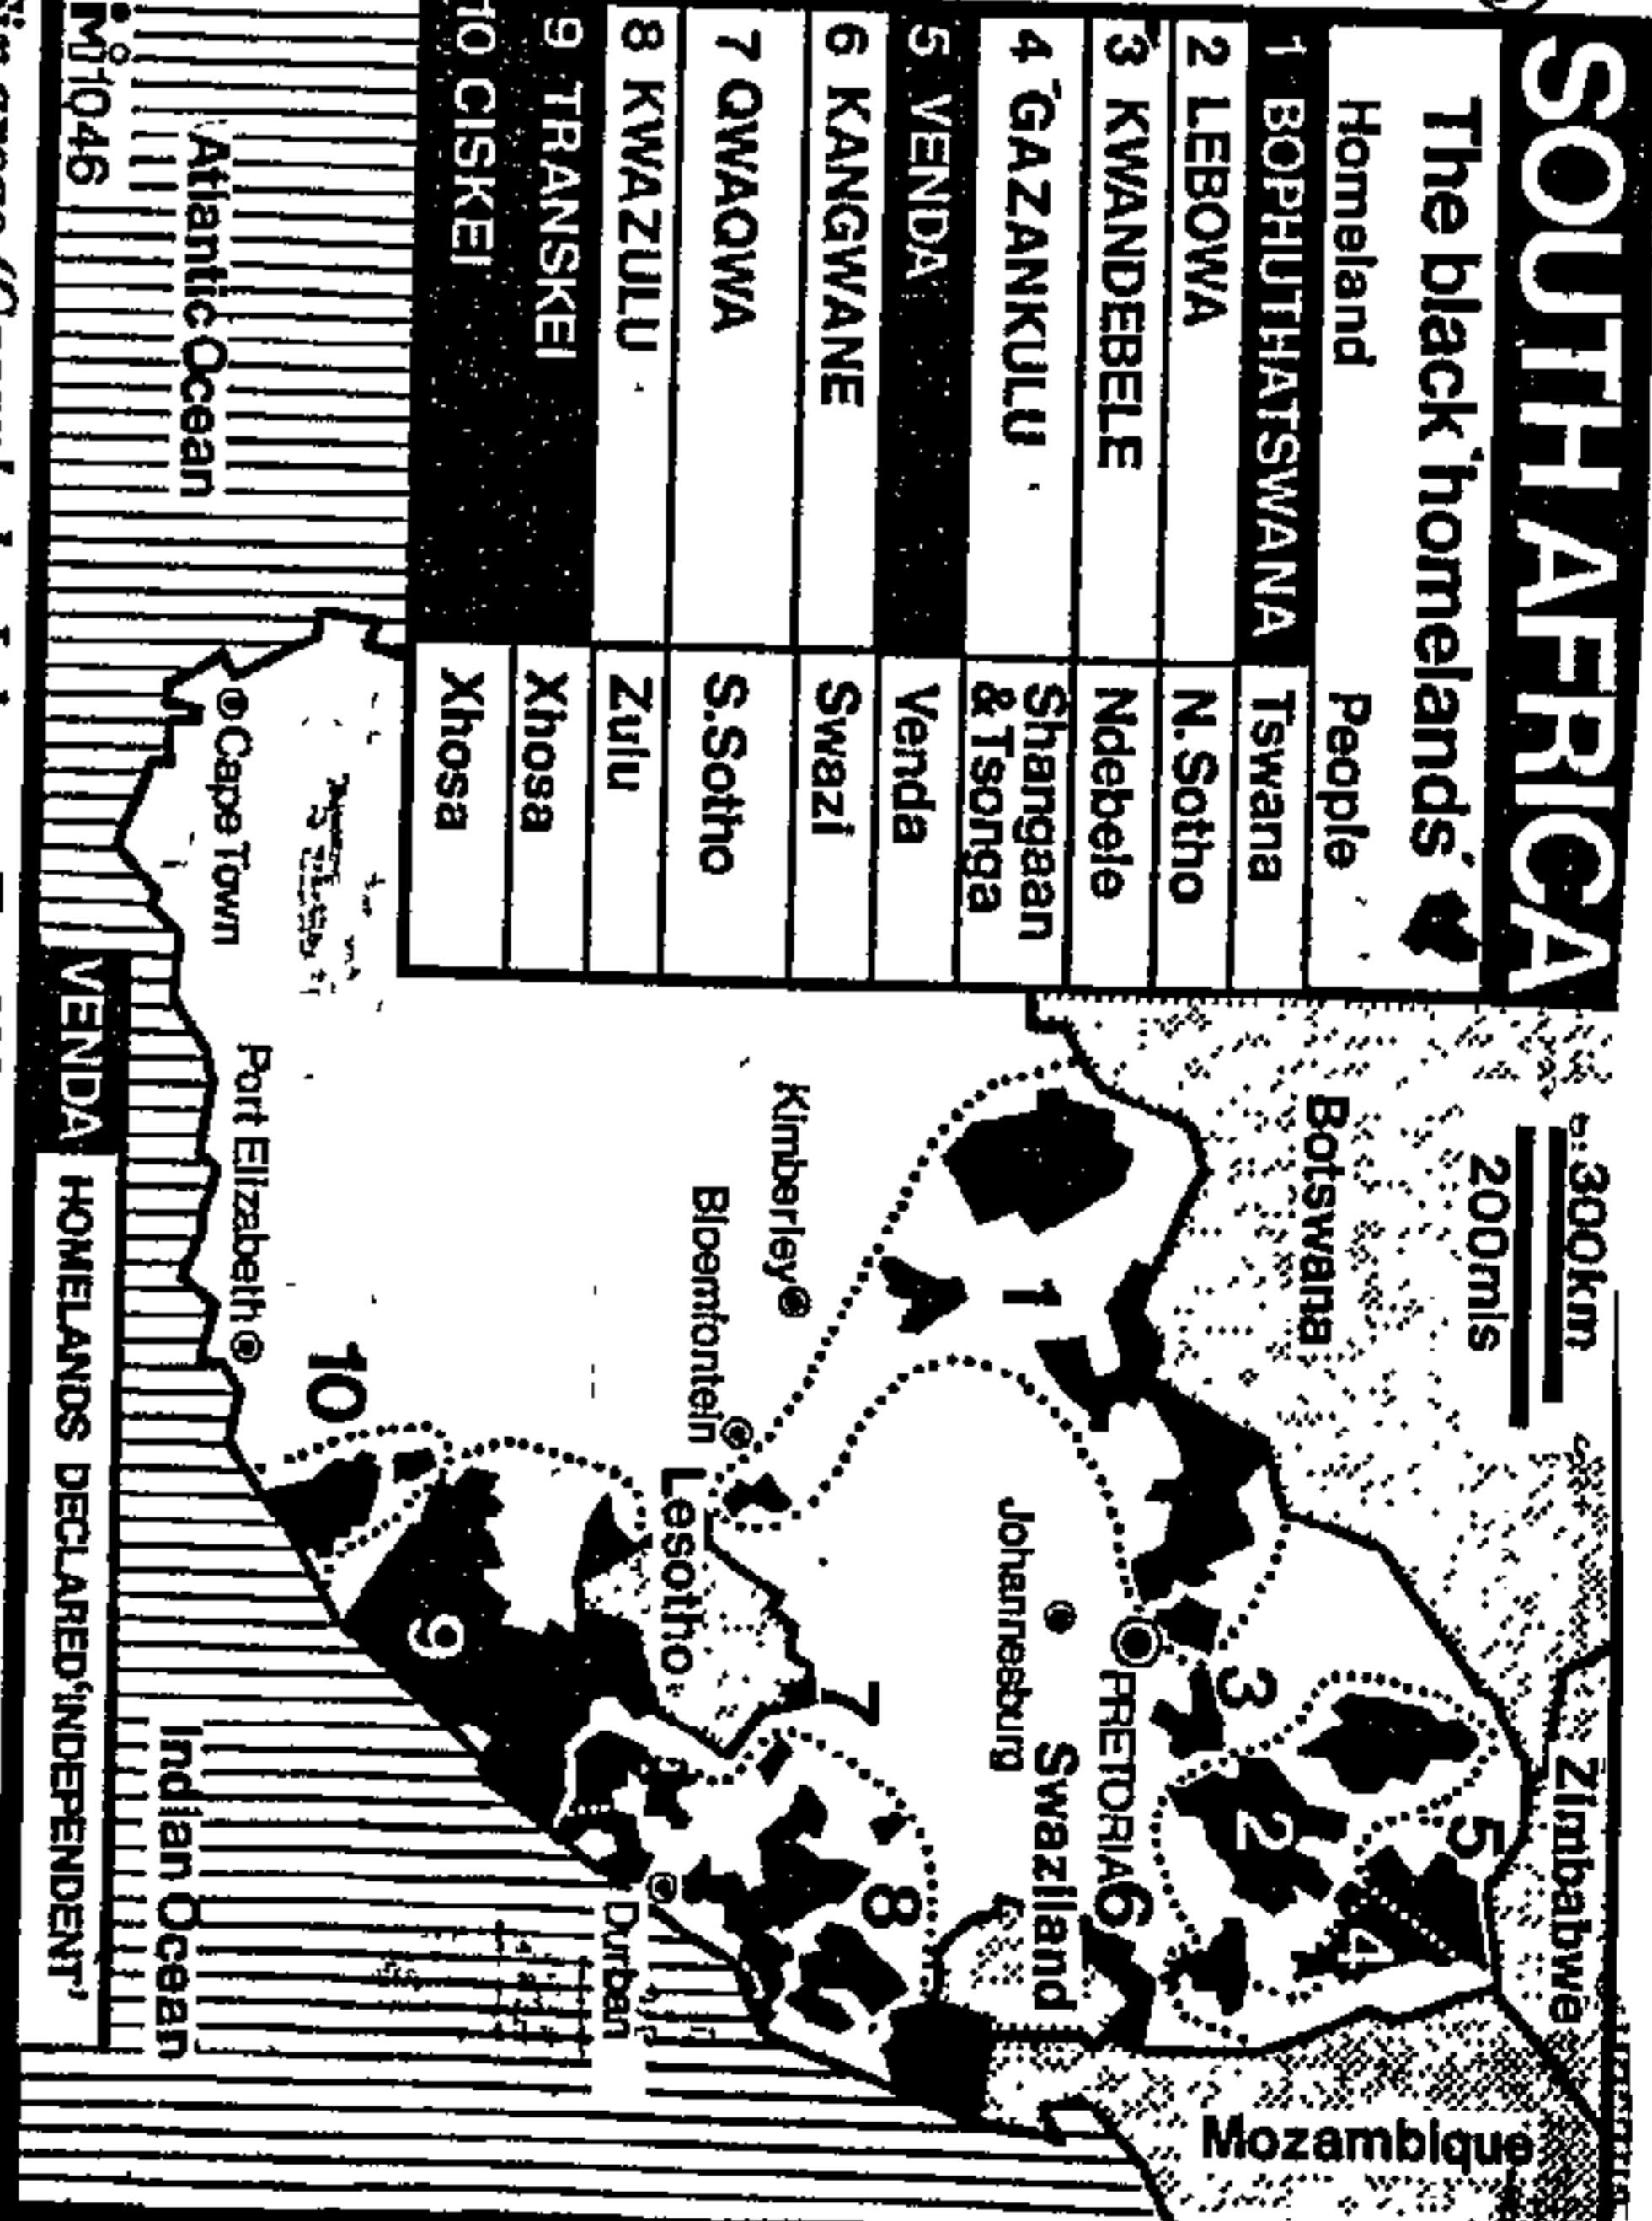 SOUTH AFRICA
The black 'homelands'
Homeland People
1 BOPHUTHATSWANA Tswana
2 LEBOWA N.Sotho
3 KWANDEBELE Ndebele
4 GAZANKULU Shangaan
& Tsonga
5 VENDA Venda
6 KANGWANE Swazi
7 QWAQWA S.Sotho
8 KWAZULU Zulu
9 TRANSKEI Xhosa
10 CISKEI Xhosa
300km
200mls
Botswana
Zimbabwe
Mozambique
1
2
3
4
5
6
7
8
9
10
PRETORIA
Johannesburg
Swaziland
Kimberley
Bloemfontein
Lesotho
Durban
Port Elizabeth
Cape Town
Atlantic Ocean
Indian Ocean
M1046
VENDA HOMELANDS DECLARED 'INDEPENDENT'